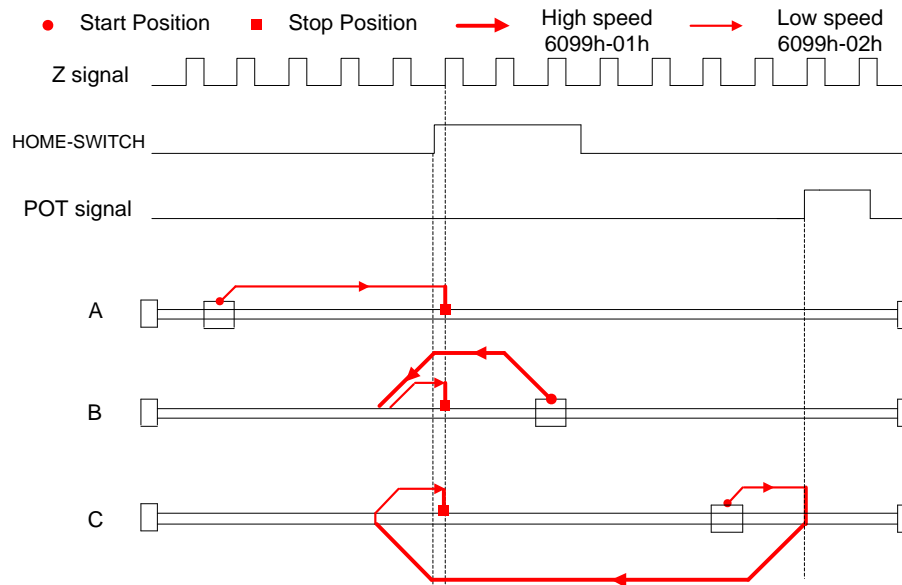 Start Position
Stop Position
High speed
6099h-01h
Low speed
6099h-02h
Z signal
HOME-SWITCH
POT signal
A
B
C